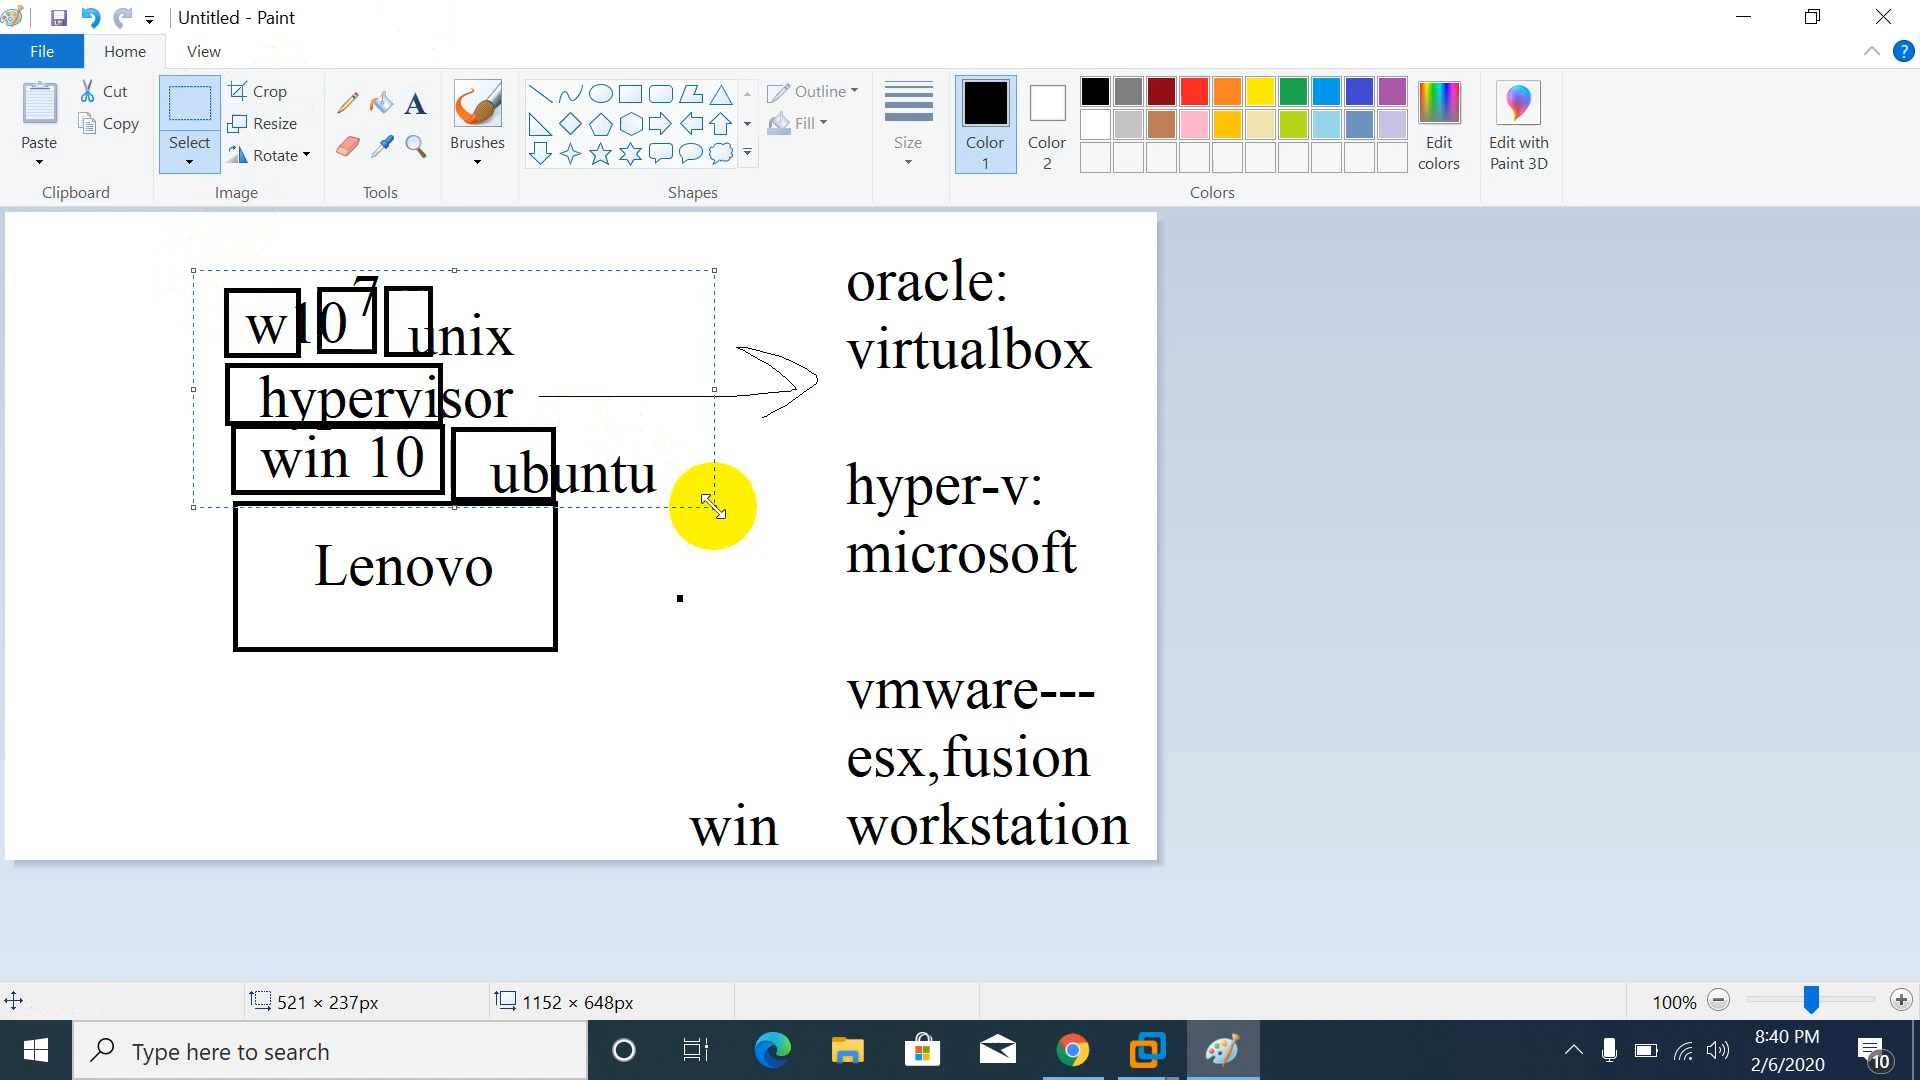 Untitled - Paint
File
Home
View
Paste
Cut
Copy
Clipboard
Select
Crop
Resize
Rotate
Image
A
Tools
Brushes
Shapes
Outline
Fill
Size
Color
1
Color
2
Edit
colors
Colors
Edit with
Paint 3D
?
w10
7
unix
hypervisor
win 10
ubuntu
Lenovo
.
oracle:
virtualbox
hyper-v:
microsoft
vmware---
esx,fusion
win
workstation
521 × 237px
1152 × 648px
100%
Type here to search
8:40 PM
2/6/2020
10